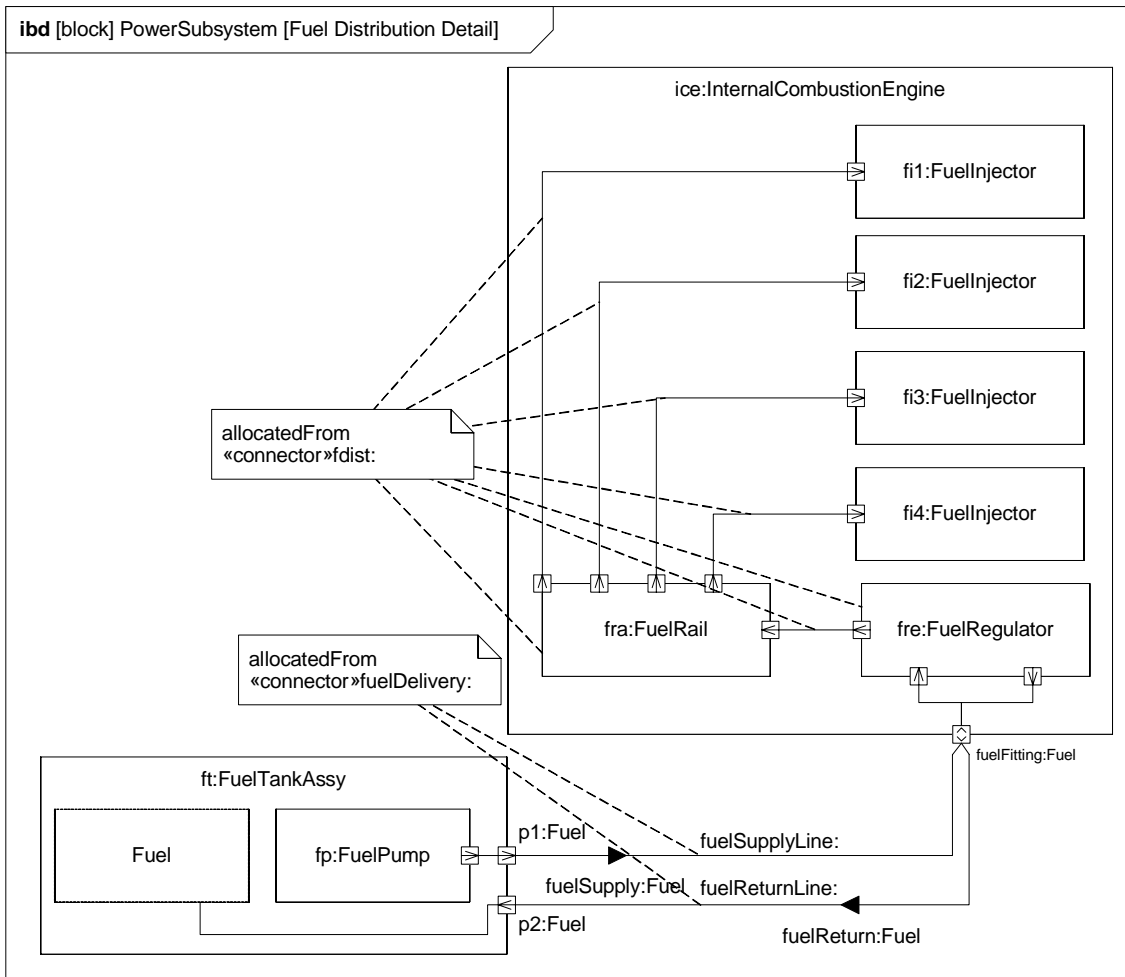 ibd [block] PowerSubsystem [Fuel Distribution Detail]
ice:InternalCombustionEngine
fi1:FuelInjector
fi2:FuelInjector
fi3:FuelInjector
allocatedFrom
«connector»fdist:
fi4:FuelInjector
fra:FuelRail
fre:FuelRegulator
allocatedFrom
«connector»fuelDelivery:
fuelFitting:Fuel
ft:FuelTankAssy
p1:Fuel
fuelSupplyLine:
Fuel
fp:FuelPump
fuelSupply:Fuel
fuelReturnLine:
p2:Fuel
fuelReturn:Fuel